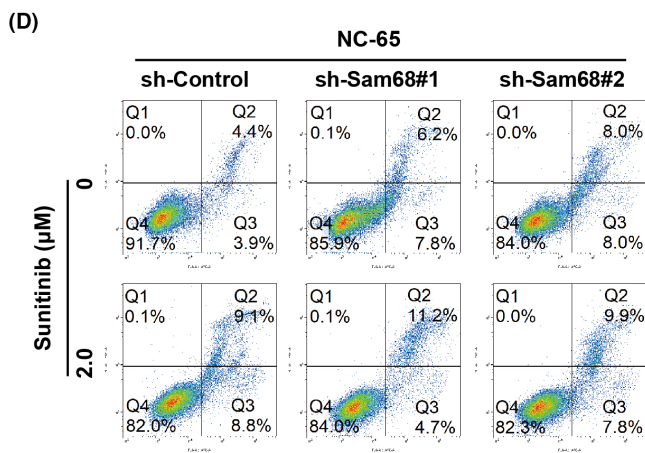 (D)
NC-65
sh-Control sh-Sam68#1 sh-Sam68#2
Q1 Q2 Q1 Q2 Q1 Q2
0.0% 4.4% 0.1% 6.2% 0.0% 8.0%
Q4 Q3 Q4 Q3 Q4 Q3
91.7% 3.9% 85.9% 7.8% 84.0% 8.0%
Sunitinib (μM)
0
2.0
Q1 Q2 Q1 Q2 Q1 Q2
0.1% 9.1% 0.1% 11.2% 0.0% 9.9%
Q4 Q3 Q4 Q3 Q4 Q3
82.0% 8.8% 84.0% 4.7% 82.3% 7.8%